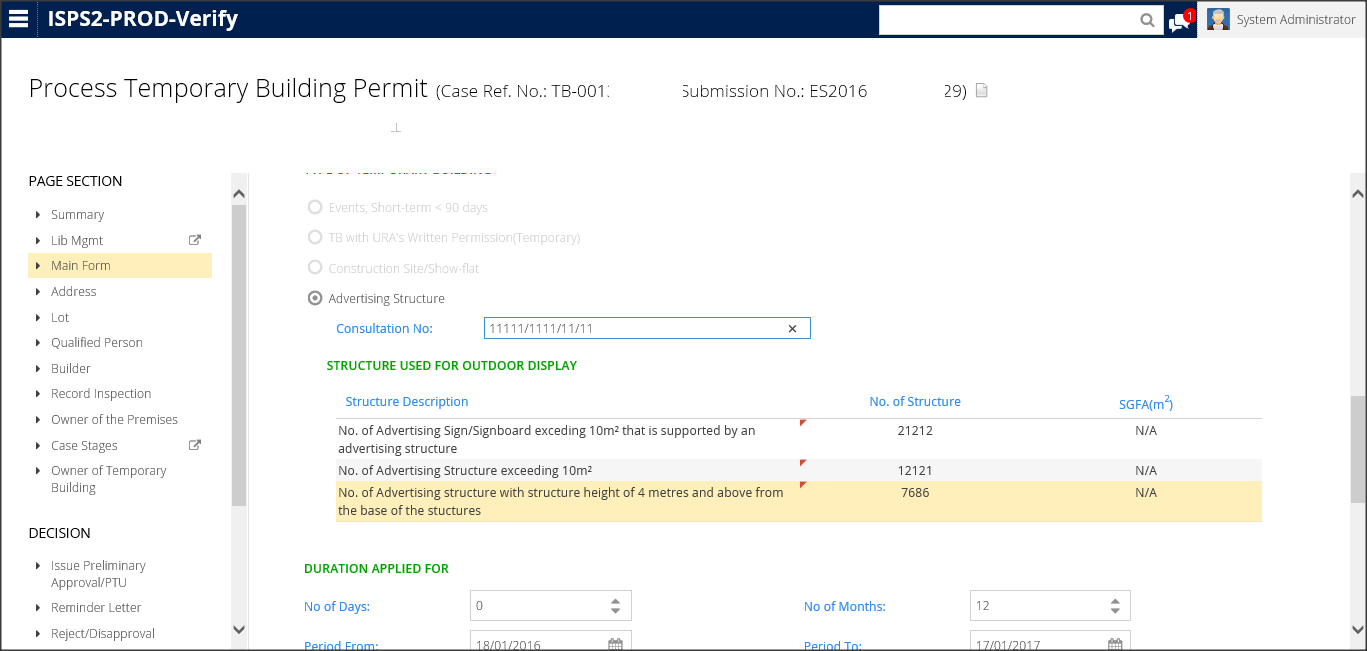 ISPS2-PROD-Verify
1
System Administrator
Process Temporary Building Permit (Case Ref. No.: TB-001 Submission No.: ES2016 29)
PAGE SECTION
Summary
Lib Mgmt
Main Form
Address
Lot
Qualified Person
Builder
Record Inspection
Owner of the Premises
Case Stages
Owner of Temporary
Building
DECISION
Issue Preliminary
Approval/PTU
Reminder Letter
Reject/Disapproval
TYPE OF TEMPORARY BUILDING
Events, Short-term < 90 days
TB with URA's Written Permission(Temporary)
Construction Site/Show-flat
Advertising Structure
Consultation No: 11111/1111/11/11
STRUCTURE USED FOR OUTDOOR DISPLAY
Structure Description No. of Structure SGFA(m²)
No. of Advertising Sign/Signboard exceding 10m² that is supported by an 21212 N/A
advertising structure
No. of Advertising Structure exceeding 10m² 12121 N/A
No. of Advertising structure with structure height of 4 metres and above from 7686 N/A
the base of the stuctures
DURATION APPLIED FOR
No of Days: 0 No of Months: 12
Period From: 18/01/2016 Period To: 17/01/2017